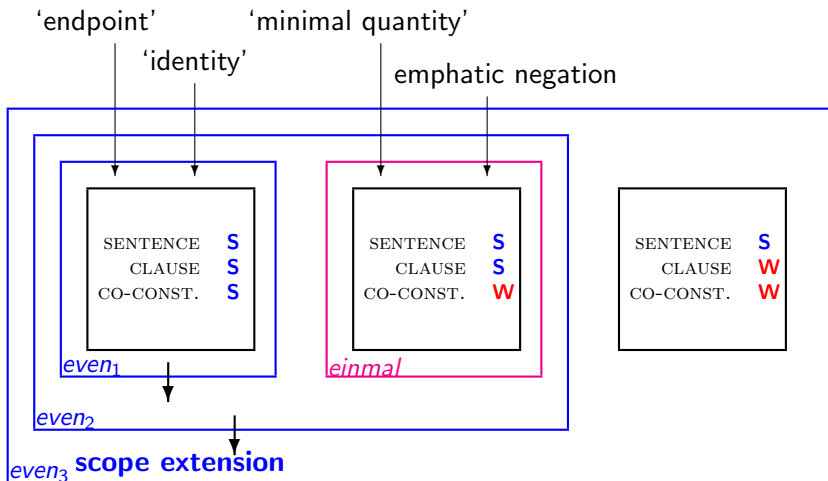 ‘endpoint’ ‘minimal quantity’
‘identity’ emphatic negation
SENTENCE S SENTENCE S SENTENCE S
CLAUSE S CLAUSE S CLAUSE W
CO-CONST. S CO-CONST. W CO-CONST. W
even₁ einmal
even₂
even₃ scope extension